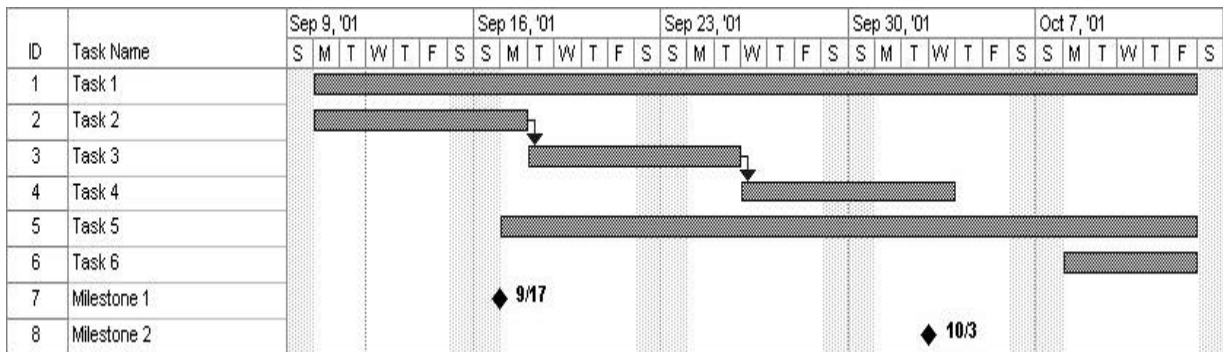 Sep 9, '01 Sep 16, '01 Sep 23, '01 Sep 30, '01 Oct 7, '01
ID Task Name S M T W T F S S M T W T F S S M T W T F S S M T W T F S S M T W T F S
1 Task 1
2 Task 2
3 Task 3
4 Task 4
5 Task 5
6 Task 6
7 Milestone 1 9/17
8 Milestone 2 10/3